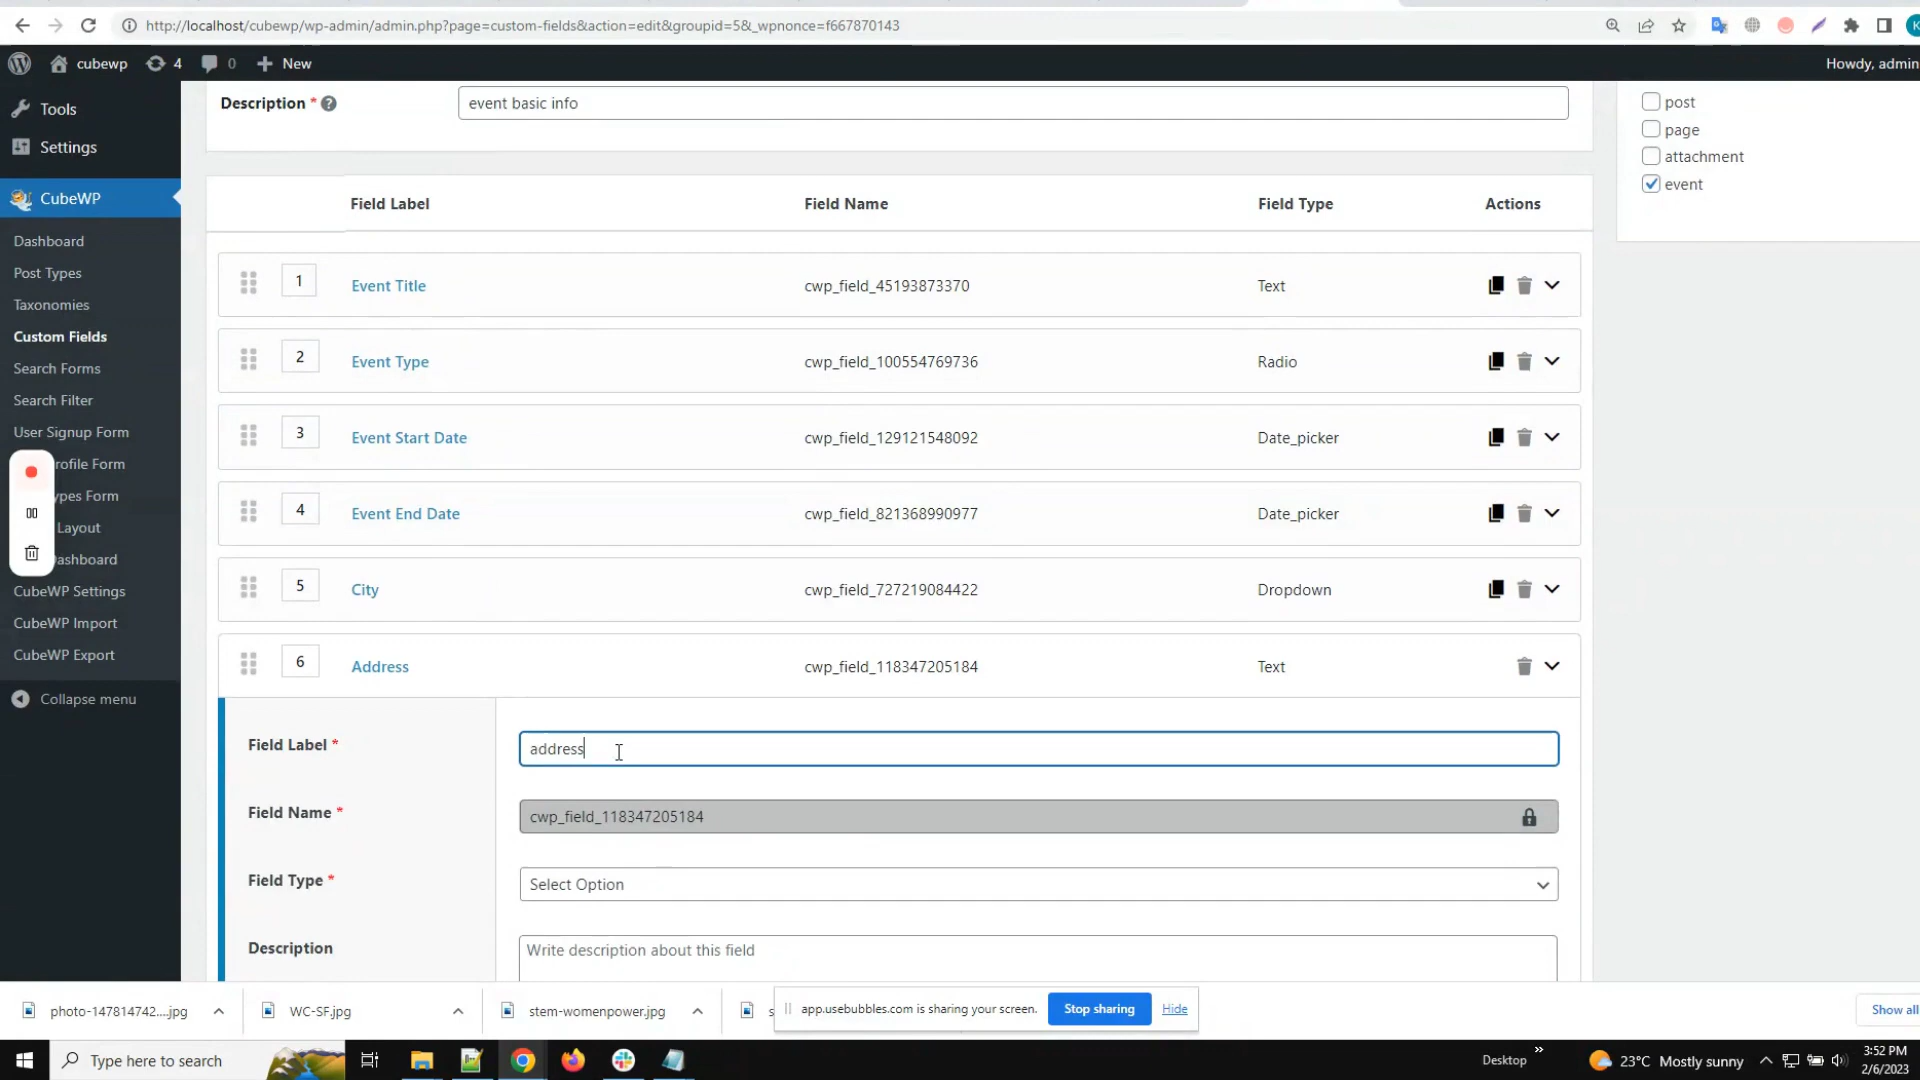 http://localhost/cubewp/wp-admin/admin.php?page=custom-fields&action=edit&groupid=5&_wpnonce=f667870143
cubewp 4 0 New Howdy, admin
Tools
Settings
CubeWP
Dashboard
Post Types
Taxonomies
Custom Fields
Search Forms
Search Filter
User Signup Form
rofile Form
ypes Form
Layout
ashboard
CubeWP Settings
CubeWP Import
CubeWP Export
Collapse menu
Description * ? event basic info
post
page
attachment
event
Field Label Field Name Field Type Actions
1 Event Title cwp_field_45193873370 Text
2 Event Type cwp_field_100554769736 Radio
3 Event Start Date cwp_field_129121548092 Date_picker
4 Event End Date cwp_field_821368990977 Date_picker
5 City cwp_field_727219084422 Dropdown
6 Address cwp_field_118347205184 Text
Field Label * address
Field Name * cwp_field_118347205184
Field Type * Select Option
Description Write description about this field
photo-147814742....jpg WC-SF.jpg stem-womenpower.jpg s
app.usebubbles.com is sharing your screen. Stop sharing Hide
Show all
Type here to search
Desktop » 23°C Mostly sunny 3:52 PM
2/6/2023